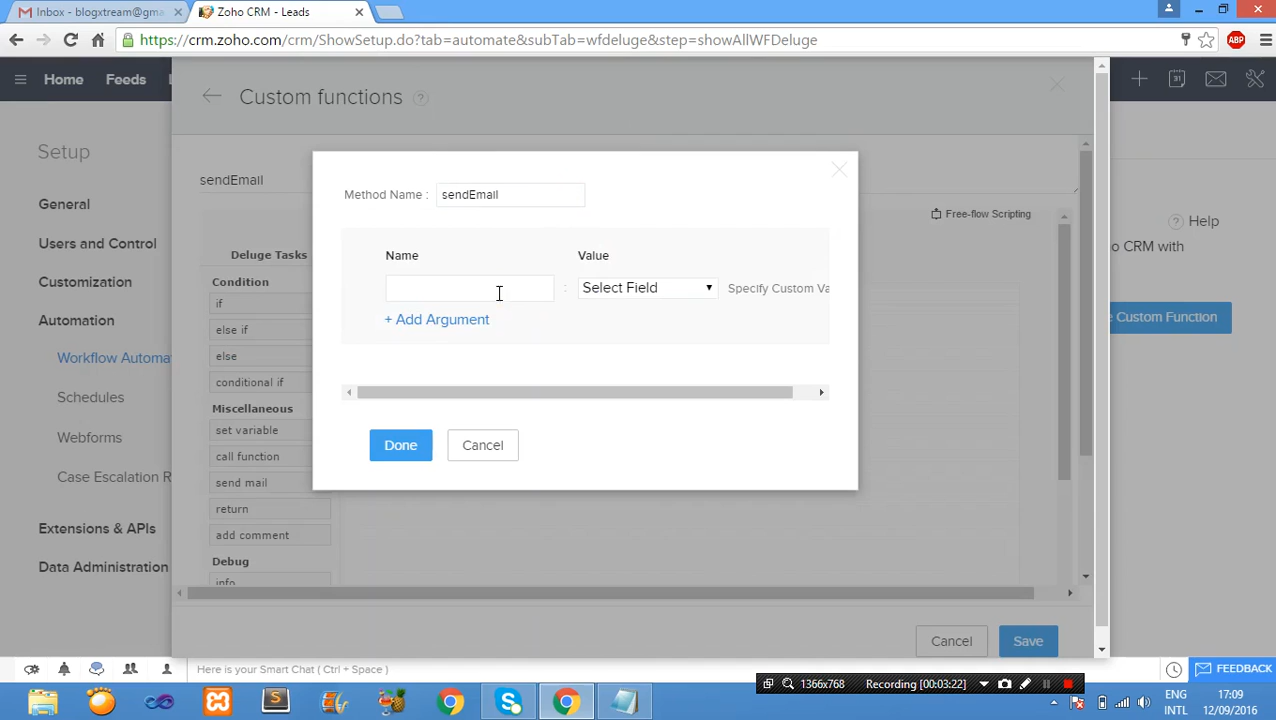 Inbox - blogxtream@gma
Zoho CRM - Leads
https://crm.zoho.com/crm/ShowSetup.do?tab=automate&subTab=wfdeluge&step=showAllWFDeluge
ABP
Home
Feeds
Custom functions ?
31
Setup
sendEmail
Method Name : sendEmail
Free-flow Scripting
? Help
o CRM with
General
Users and Control
Customization
Automation
Workflow Automa
Schedules
Webforms
Case Escalation R
Extensions & APIs
Data Administration
Deluge Tasks
Condition
if
else if
else
conditional if
Miscellaneous
set variable
call function
send mail
return
add comment
Debug
info
Name
Value
: Select Field
Specify Custom Va
+ Add Argument
Done
Cancel
e Custom Function
Cancel
Save
Here is your Smart Chat ( Ctrl + Space )
FEEDBACK
1366x768
Recording [00:03:22]
ENG
INTL
17:09
12/09/2016